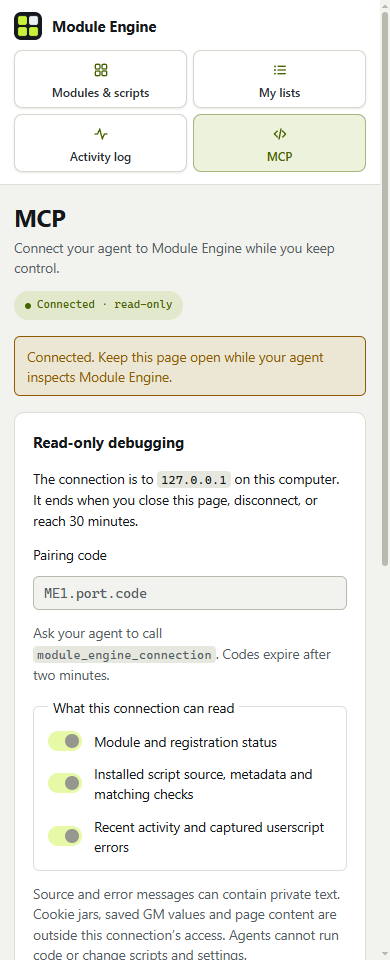 Module Engine
Modules & scripts
My lists
Activity log
MCP
MCP
Connect your agent to Module Engine while you keep
control.
Connected · read-only
Connected. Keep this page open while your agent
inspects Module Engine.
Read-only debugging
The connection is to 127.0.0.1 on this computer.
It ends when you close this page, disconnect, or
reach 30 minutes.
Pairing code
ME1.port.code
Ask your agent to call
module_engine_connection. Codes expire after
two minutes.
What this connection can read
Module and registration status
Installed script source, metadata and
matching checks
Recent activity and captured userscript
errors
Source and error messages can contain private text.
Cookie jars, saved GM values and page content are
outside this connection’s access. Agents cannot run
code or change scripts and settings.